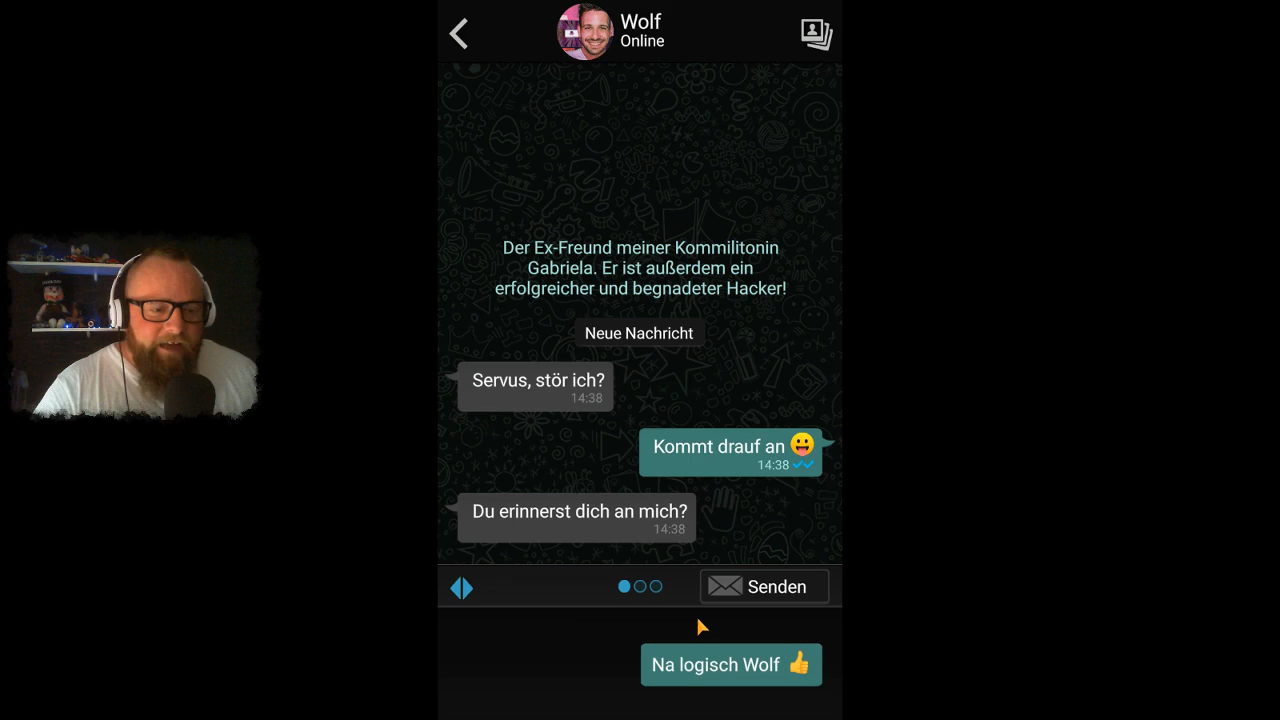 Wolf
Online
Der Ex-Freund meiner Kommilitonin
Gabriela. Er ist außerdem ein
erfolgreicher und begnadeter Hacker!
Neue Nachricht
Servus, stör ich?
14:38
Kommt drauf an 😛
14:38
Du erinnerst dich an mich?
14:38
Senden
Na logisch Wolf 👍